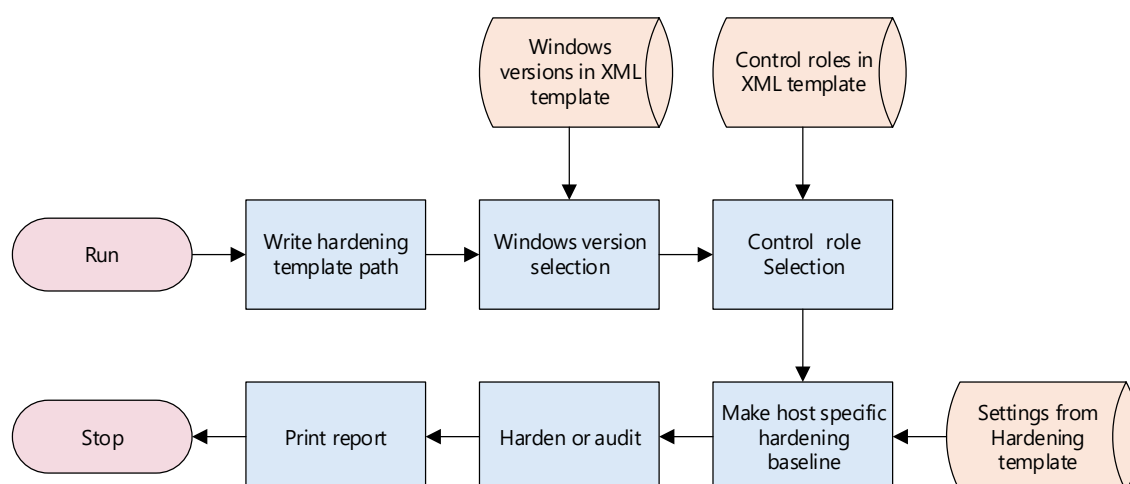 Windows
versions in XML
template
Control roles in
XML template
Run
Write hardening
template path
Windows version
selection
Control role
Selection
Stop
Print report
Harden or audit
Make host specific
hardening
baseline
Settings from
Hardening
template